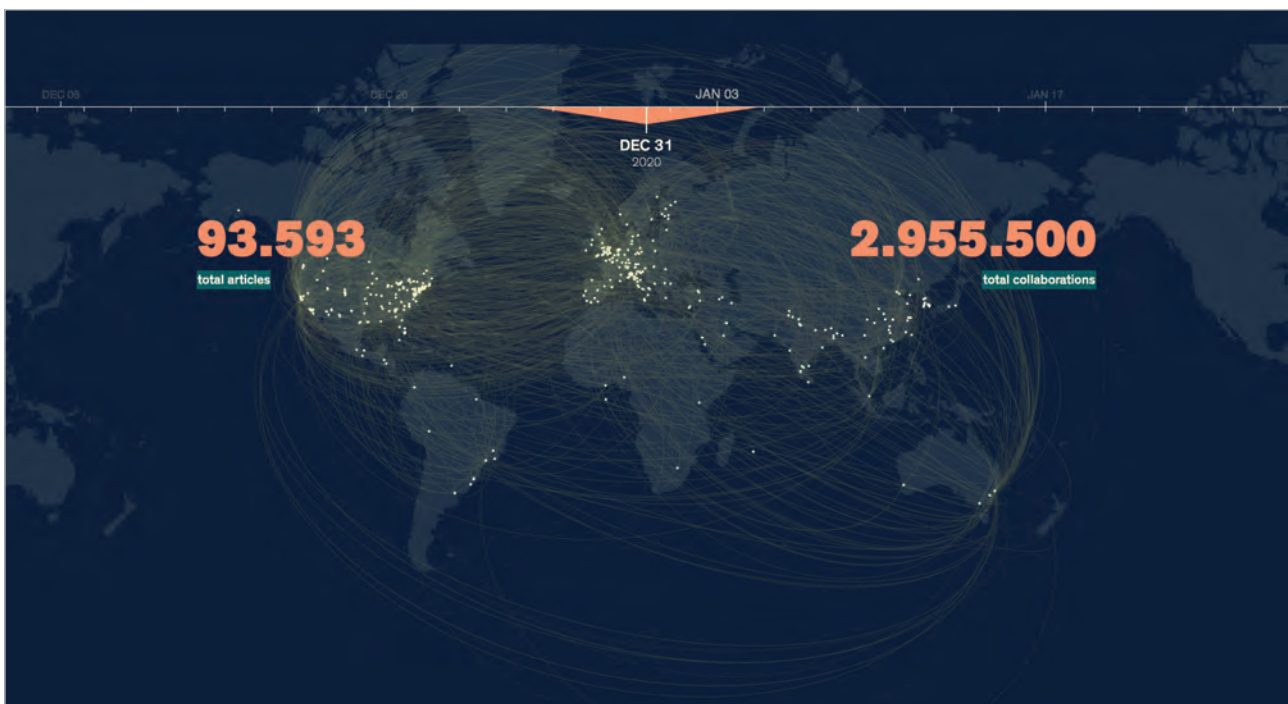 DEC 06
DEC 20
JAN 03
JAN 17
DEC 31
2020
93.593
total articles
2.955.500
total collaborations